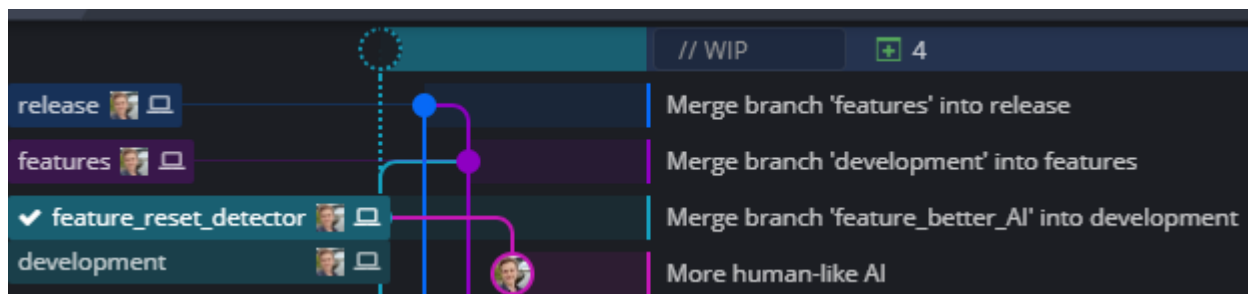 // WIP 4
release Merge branch 'features' into release
features Merge branch 'development' into features
feature_reset_detector Merge branch 'feature_better_AI' into development
development
More human-like AI